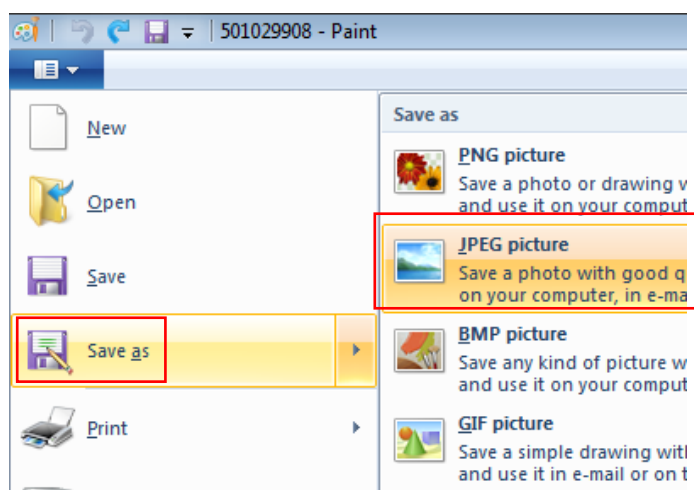 501029908 - Paint
New
Open
Save
Save as
Print
Save as
PNG picture
Save a photo or drawing
and use it on your comput
JPEG picture
Save a photo with good q
on your computer, in e-ma
BMP picture
Save any kind of picture w
and use it on your comput
GIF picture
Save a simple drawing with
and use it in e-mail or on t